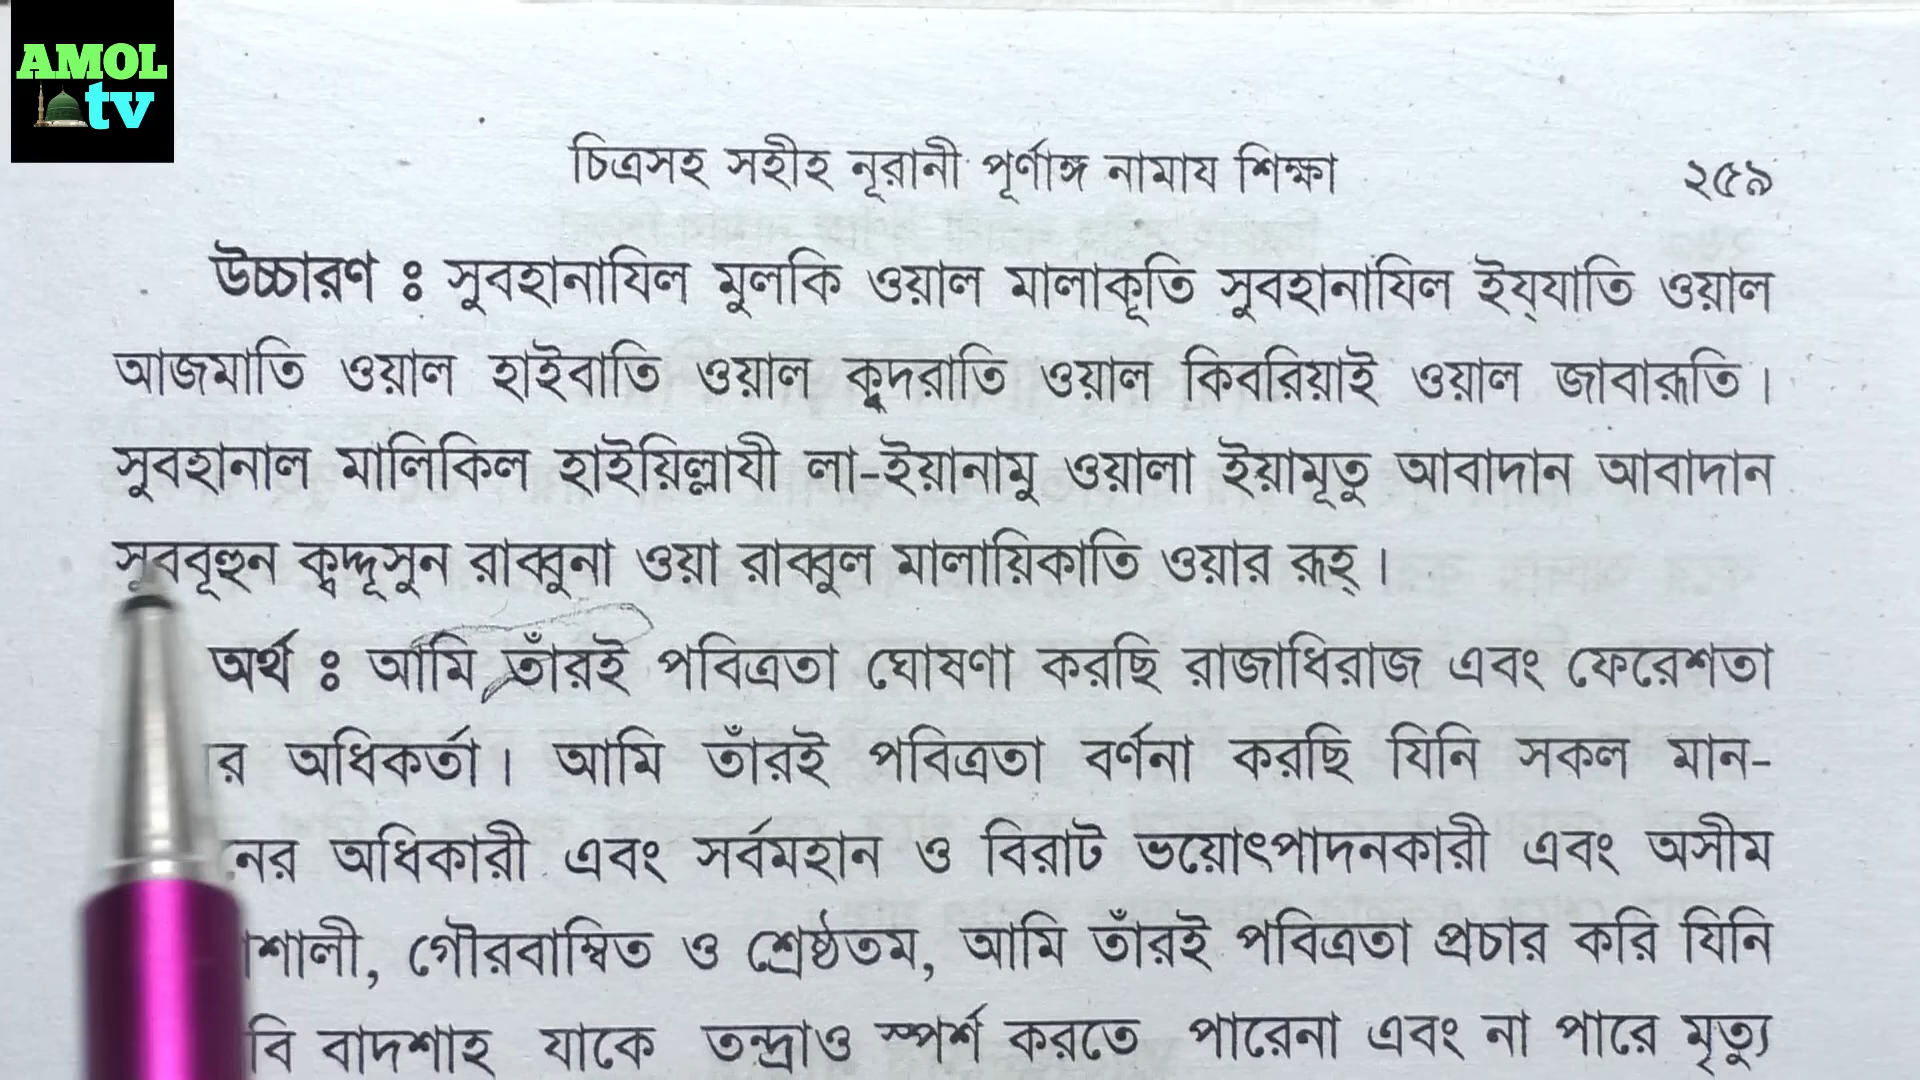 AMOL
tv
চিত্রসহ সহীহ নূরানী পূর্ণাঙ্গ নামায শিক্ষা ২৫৯
উচ্চারণ ঃ সুবহানাযিল মুলকি ওয়াল মালাকূতি সুবহানাযিল ইয্যাতি ওয়াল
আজমাতি ওয়াল হাইবাতি ওয়াল ক্বুদরাতি ওয়াল কিবরিয়াই ওয়াল জাবারূতি।
সুবহানাল মালিকিল হাইয়িল্লাযী লা-ইয়ানামু ওয়ালা ইয়ামূতু আবাদান আবাদান
সুববূহুন ক্বুদ্দূসুন রাব্বুনা ওয়া রাব্বুল মালায়িকাতি ওয়ার রূহ্।
অর্থ ঃ আমি তাঁরই পবিত্রতা ঘোষণা করছি রাজাধিরাজ এবং ফেরেশতা
র অধিকর্তা। আমি তাঁরই পবিত্রতা বর্ণনা করছি যিনি সকল মান-
নের অধিকারী এবং সর্বমহান ও বিরাট ভয়োৎপাদনকারী এবং অসীম
শালী, গৌরবাম্বিত ও শ্রেষ্ঠতম, আমি তাঁরই পবিত্রতা প্রচার করি যিনি
বি বাদশাহ যাকে তন্দ্রাও স্পর্শ করতে পারেনা এবং না পারে মৃত্যু